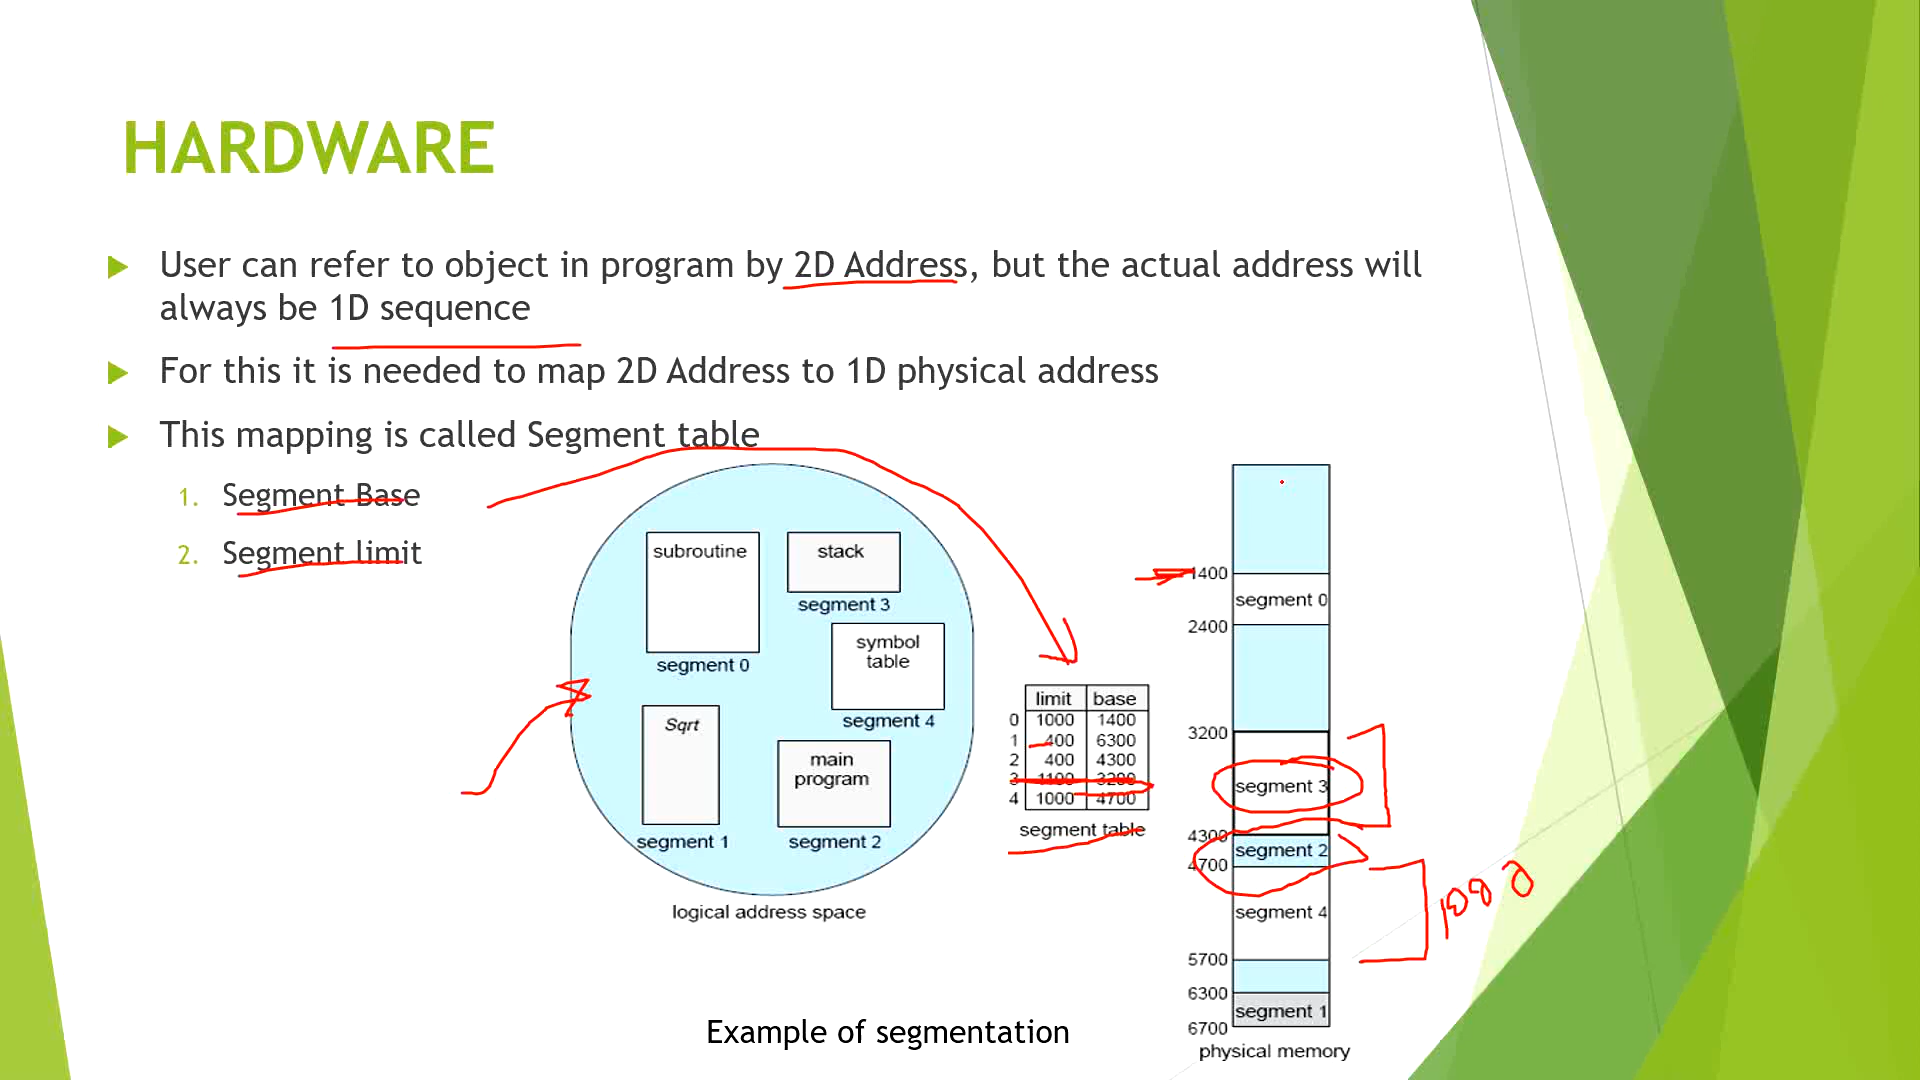 HARDWARE
User can refer to object in program by 2D Address, but the actual address will
always be 1D sequence
For this it is needed to map 2D Address to 1D physical address
This mapping is called Segment table
1. Segment Base
2. Segment limit
subroutine
segment 0
stack
segment 3
symbol
table
segment 4
Sqrt
segment 1
main
program
segment 2
logical address space
limit base
0 1000 1400
1 400 6300
2 400 4300
3 1100 3200
4 1000 4700
segment table
1400
segment 0
2400
3200
segment 3
4300
segment 2
4700
segment 4
1000
5700
6300
segment 1
6700
physical memory
Example of segmentation